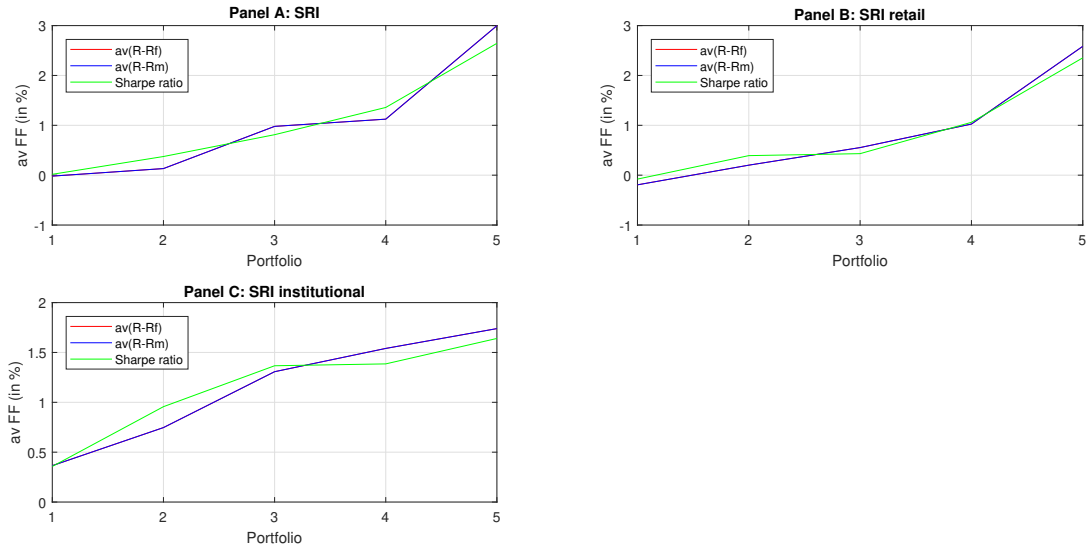 Panel A: SRI
3
2
1
0
-1
av FF (in %)
av(R-Rf)
av(R-Rm)
Sharpe ratio
1 2 3 4 5
Portfolio
Panel B: SRI retail
3
2
1
0
-1
av FF (in %)
av(R-Rf)
av(R-Rm)
Sharpe ratio
1 2 3 4 5
Portfolio
Panel C: SRI institutional
2
1.5
1
0.5
0
av FF (in %)
av(R-Rf)
av(R-Rm)
Sharpe ratio
1 2 3 4 5
Portfolio